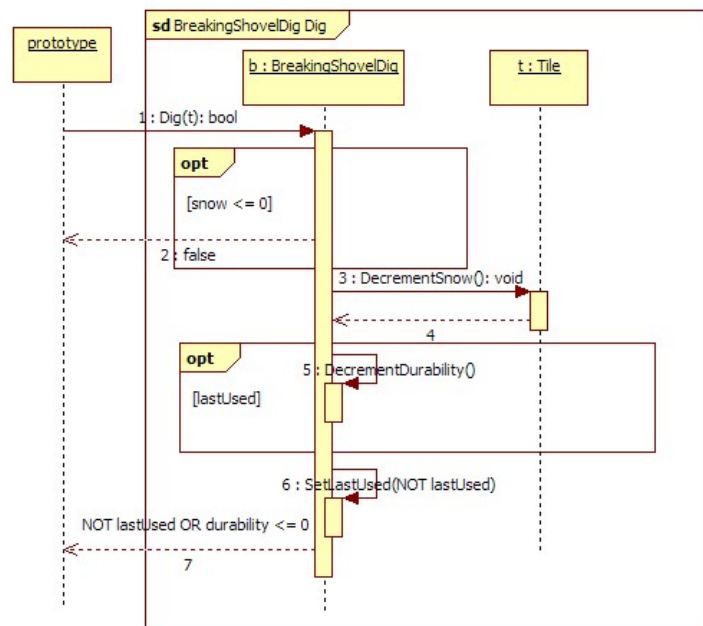 sd BreakingShovelDig Dig
prototype
b : BreakingShovelDig
t : Tile
1 : Dig(t): bool
opt
[snow <= 0]
2 : false
3 : DecrementSnow(): void
4
opt
5 : DecrementDurability()
[lastUsed]
6 : SetLastUsed(NOT lastUsed)
NOT lastUsed OR durability <= 0
7